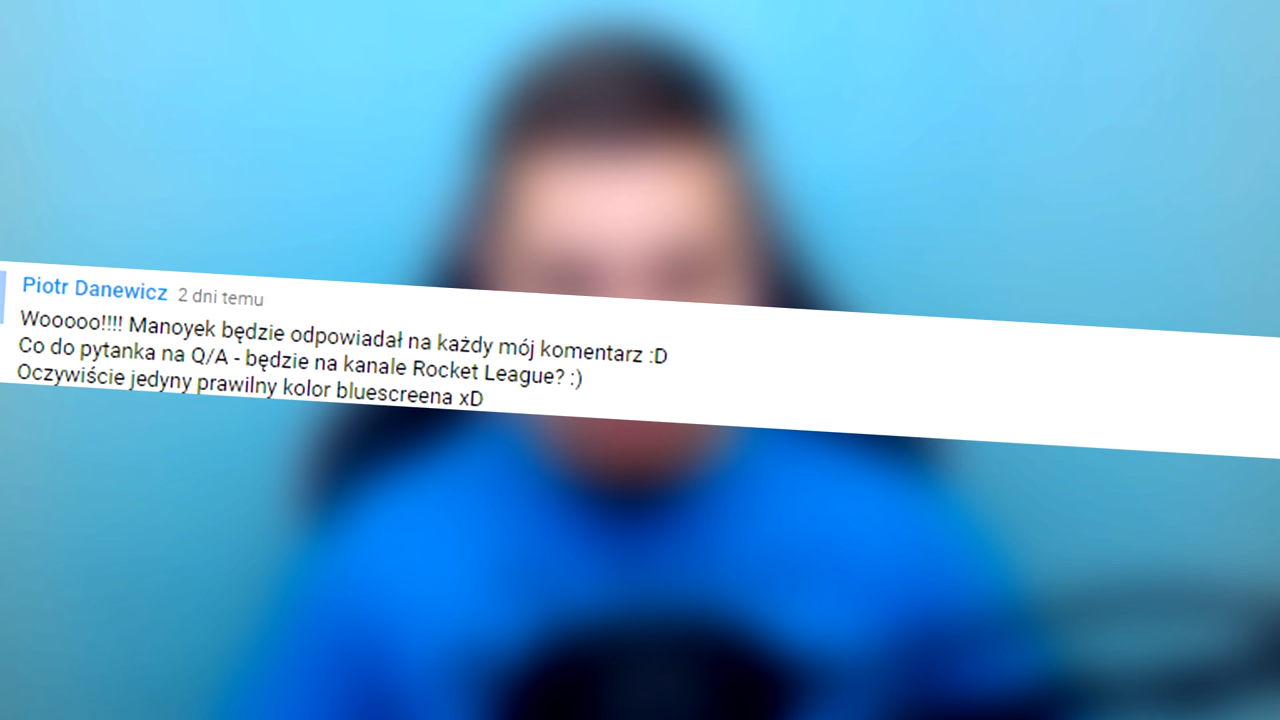 Piotr Danewicz 2 dni temu
Wooooo!!!! Manoyek będzie odpowiadał na każdy mój komentarz :D
Co do pytanka na Q/A - będzie na kanale Rocket League? :)
Oczywiście jedyny prawilny kolor bluescreena xD